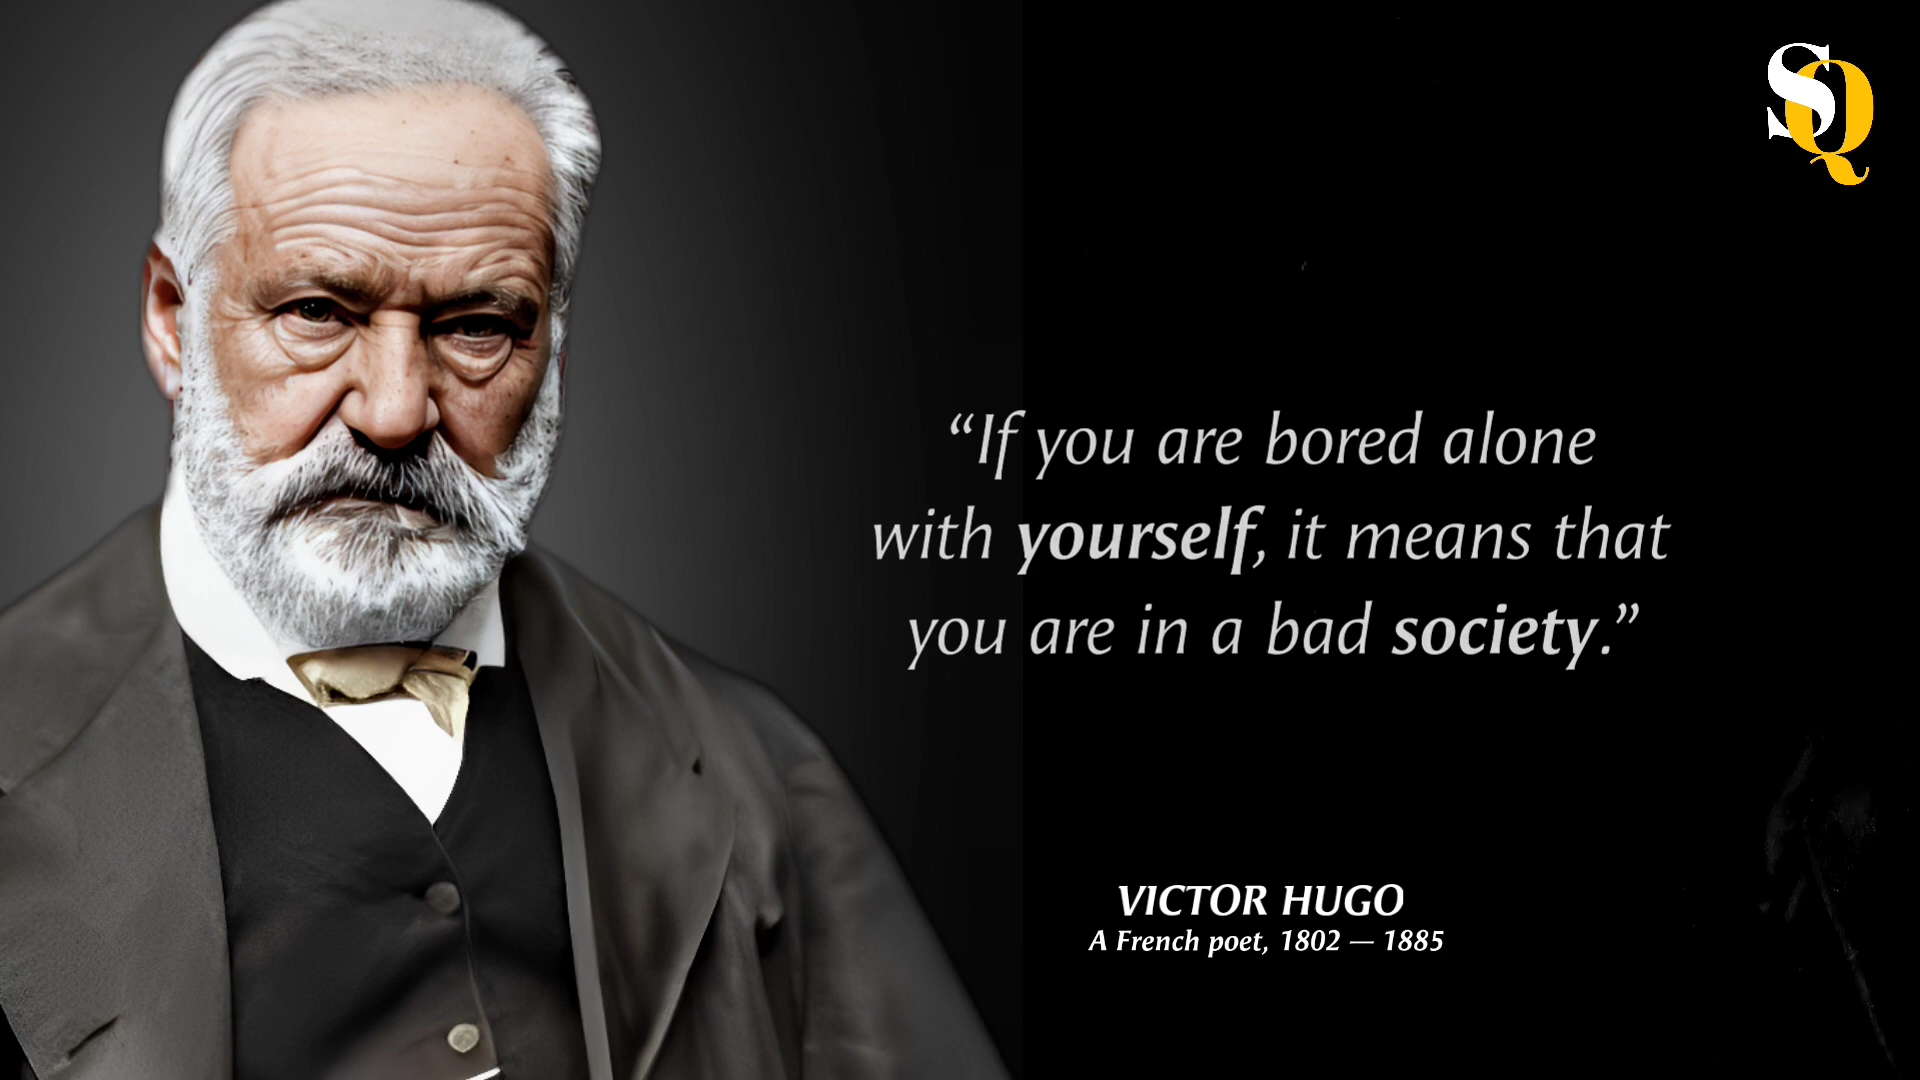 SQ
“If you are bored alone
with yourself, it means that
you are in a bad society.”
VICTOR HUGO
A French poet, 1802 — 1885